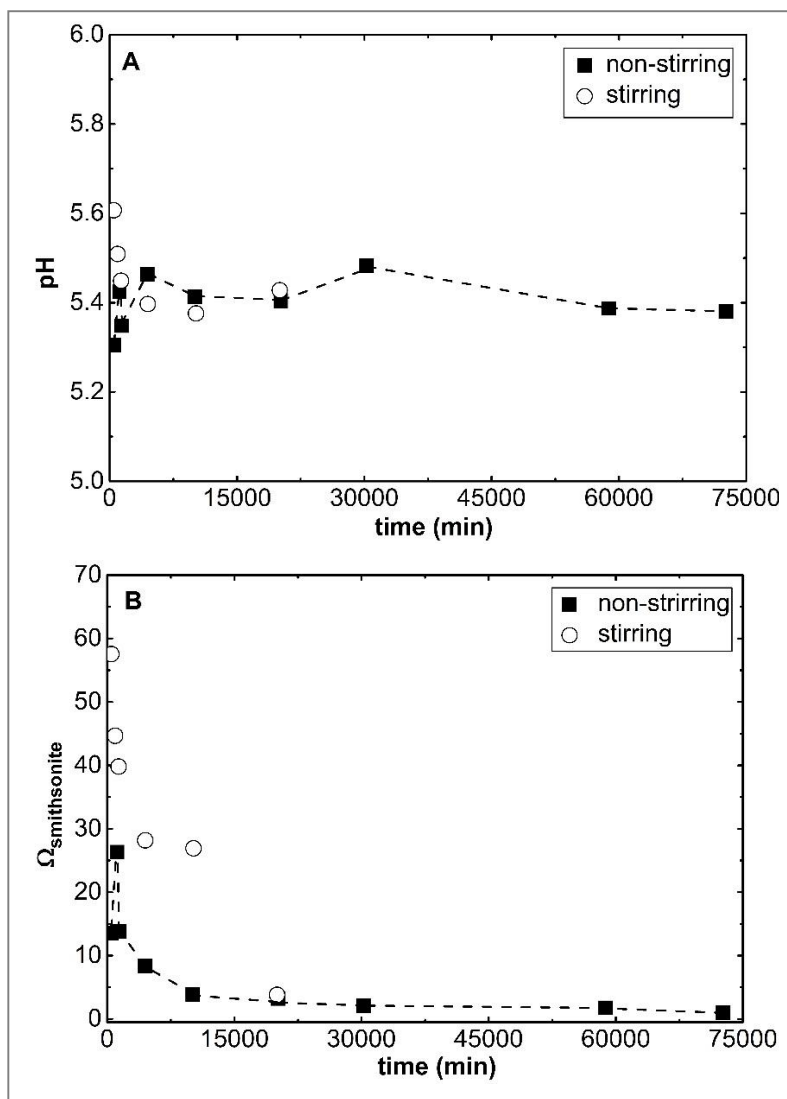 A
non-stirring
stirring
6.0
5.8
5.6
5.4
5.2
5.0
pH
0 15000 30000 45000 60000 75000
time (min)
B
non-strirring
stirring
70
60
50
40
30
20
10
0
Ωsmithsonite
0 15000 30000 45000 60000 75000
time (min)